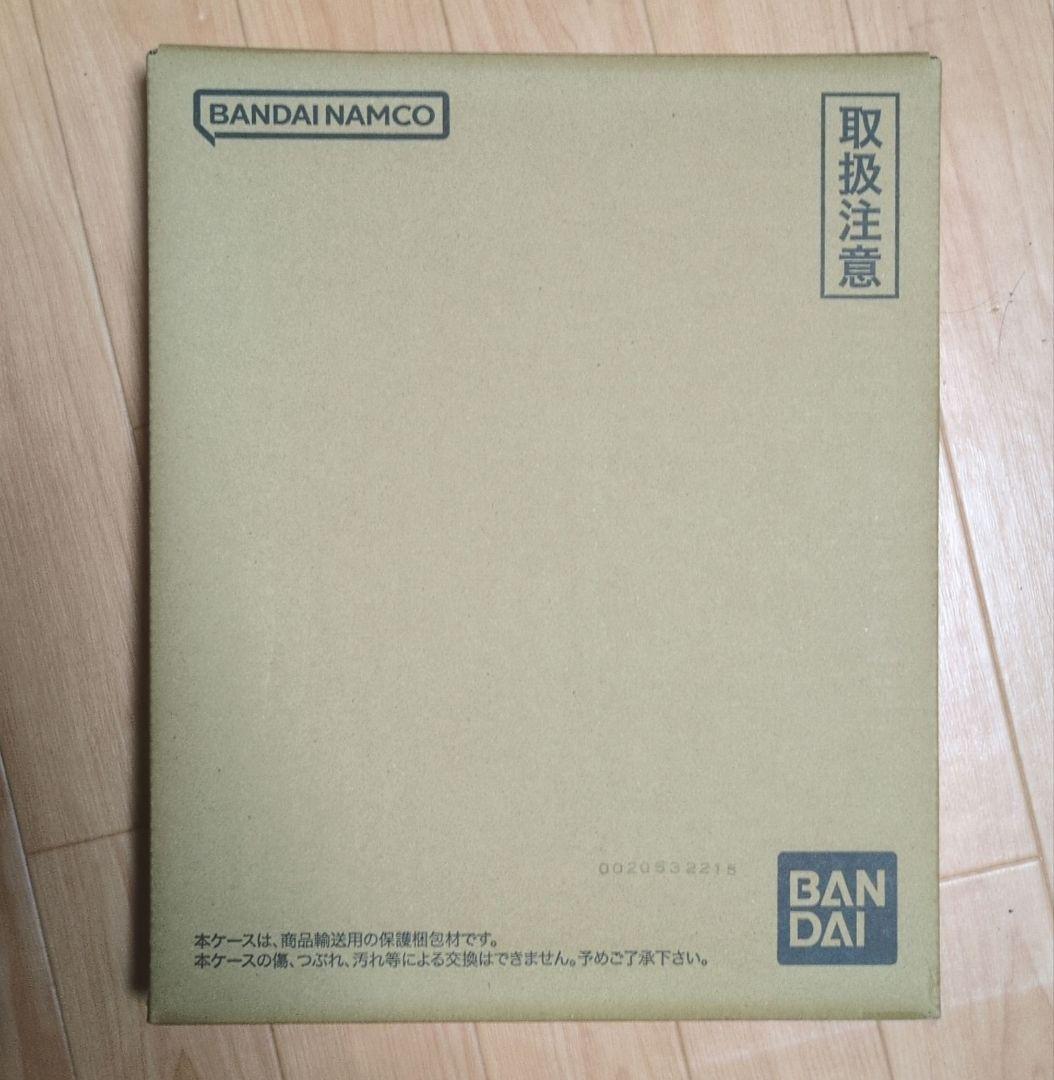 BANDAI NAMCO
取扱注意
0020532215
BAN
DAI
本ケースは、商品輸送用の保護梱包材です。
本ケースの傷、つぶれ、汚れ等による交換はできません。予めご了承下さい。